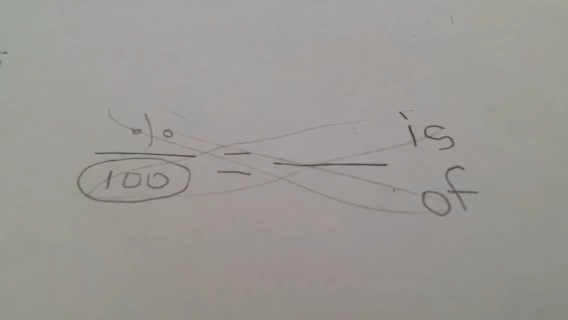 % = is
100 of